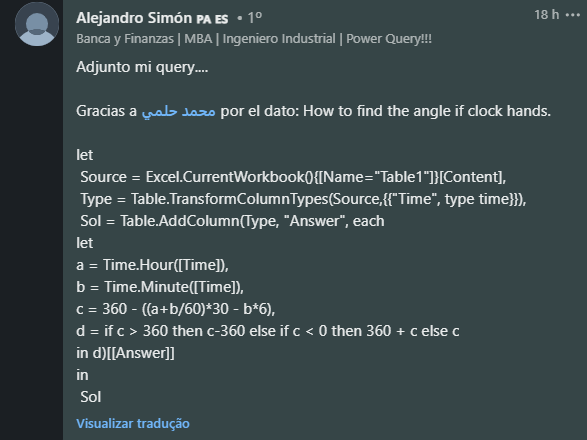 Alejandro Simón PA ES • 1º
18 h •••
Banca y Finanzas | MBA | Ingeniero Industrial | Power Query!!!
Adjunto mi query....
Gracias a محمد حلمي por el dato: How to find the angle if clock hands.
let
Source = Excel.CurrentWorkbook(){[Name="Table1"]}[Content],
Type = Table.TransformColumnTypes(Source,{{"Time", type time}}),
Sol = Table.AddColumn(Type, "Answer", each
let
a = Time.Hour([Time]),
b = Time.Minute([Time]),
c = 360 - ((a+b/60)*30 - b*6),
d = if c > 360 then c-360 else if c < 0 then 360 + c else c
in d)[[Answer]]
in
Sol
Visualizar tradução